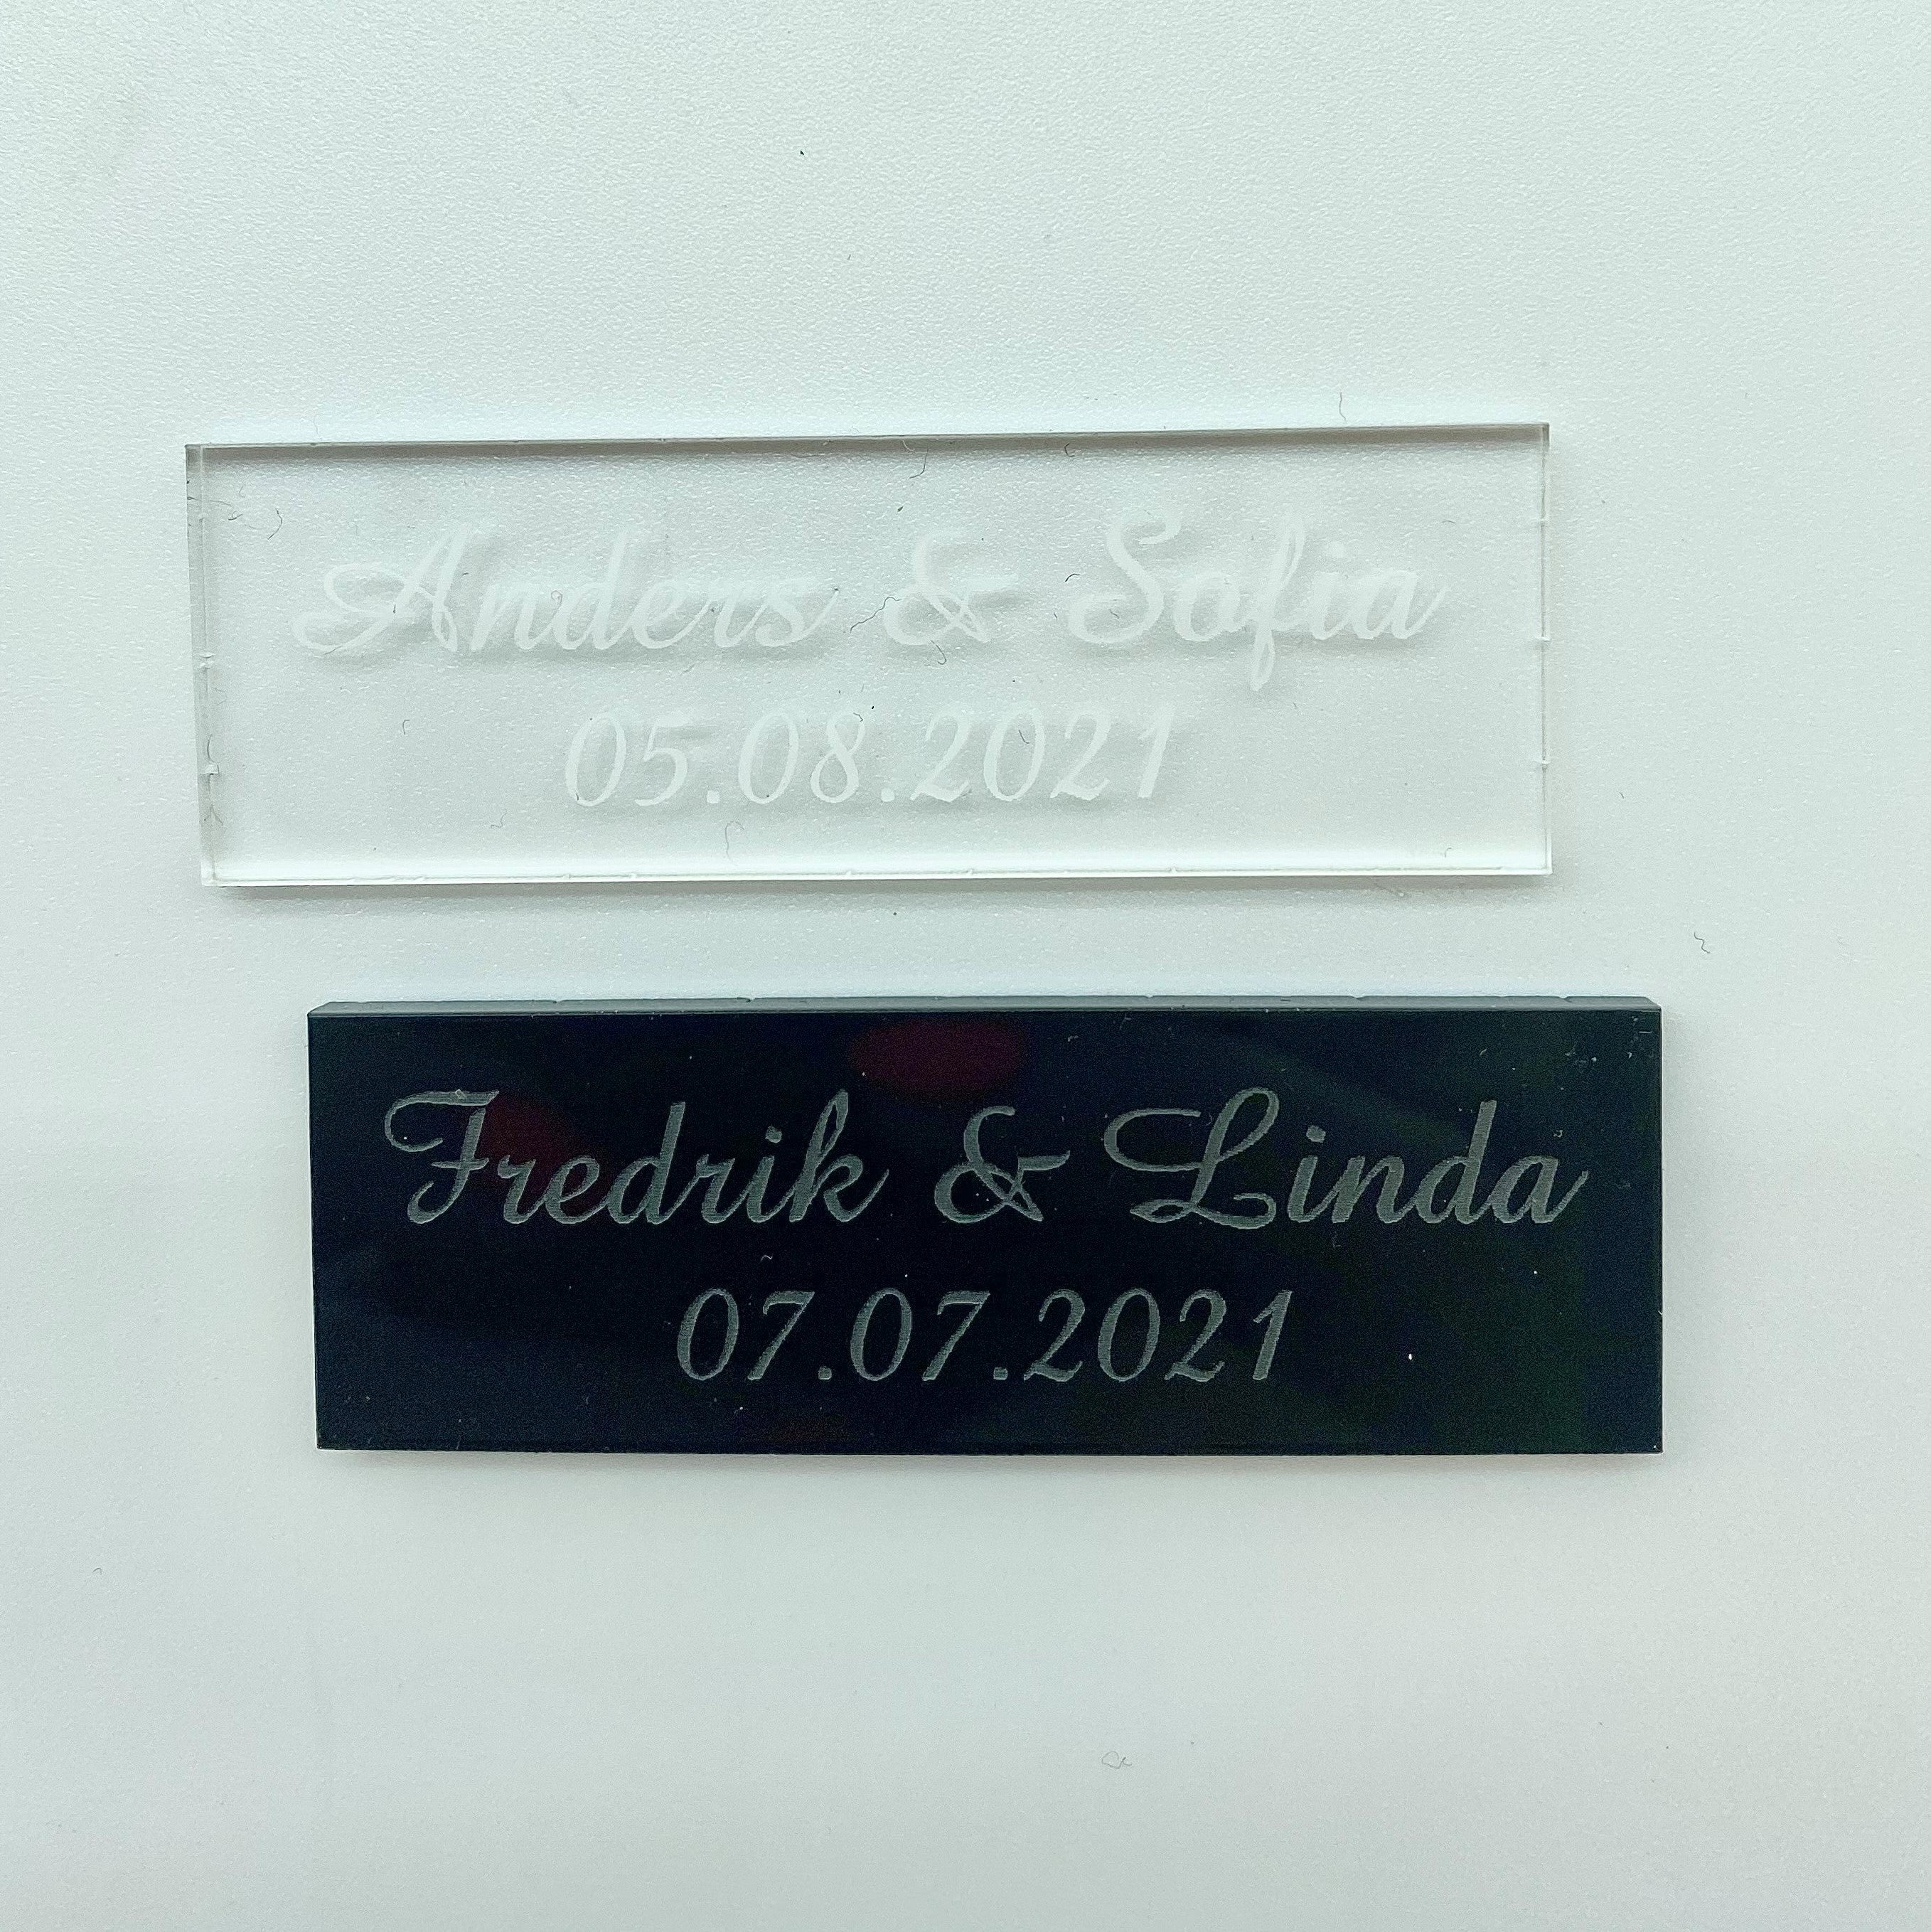 Anders & Sofia
05.08.2021
Fredrik & Linda
07.07.2021